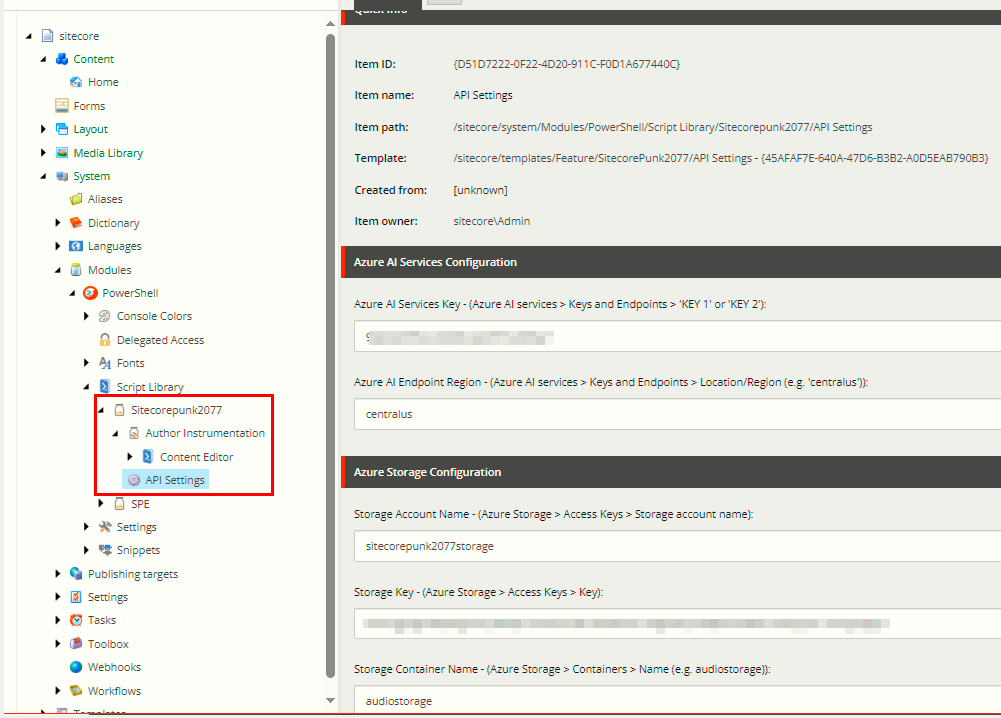 sitecore
Content
Home
Forms
Layout
Media Library
System
Aliases
Dictionary
Languages
Modules
PowerShell
Console Colors
Delegated Access
Fonts
Script Library
Sitecorepunk2077
Author Instrumentation
Content Editor
API Settings
SPE
Settings
Snippets
Publishing targets
Settings
Tasks
Toolbox
Webhooks
Workflows
Templates
Quick Info
Item ID: {D51D7222-0F22-4D20-911C-F0D1A677440C}
Item name: API Settings
Item path: /sitecore/system/Modules/PowerShell/Script Library/Sitecorepunk2077/API Settings
Template: /sitecore/templates/Feature/SitecorePunk2077/API Settings - {45AFAF7E-640A-47D6-B3B2-A0D5EAB790B3}
Created from: [unknown]
Item owner: sitecore\Admin
Azure AI Services Configuration
Azure AI Services Key - (Azure AI services > Keys and Endpoints > 'KEY 1' or 'KEY 2'):
Azure AI Endpoint Region - (Azure AI services > Keys and Endpoints > Location/Region (e.g. 'centralus')):
centralus
Azure Storage Configuration
Storage Account Name - (Azure Storage > Access Keys > Storage account name):
sitecorepunk2077storage
Storage Key - (Azure Storage > Access Keys > Key):
Storage Container Name - (Azure Storage > Containers > Name (e.g. audiostorage)):
audiostorage